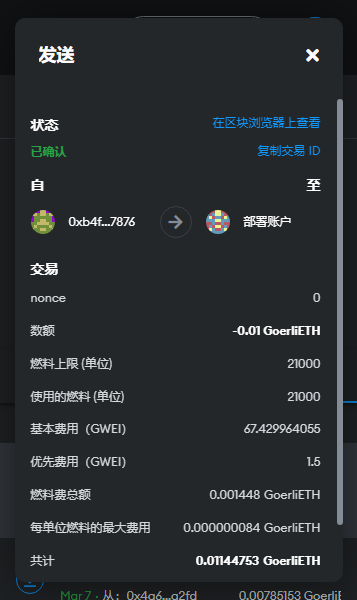 发送
状态 在区块浏览器上查看
已确认 复制交易 ID
自 至
0xb4f...7876 部署账户
交易
nonce 0
数额 -0.01 GoerliETH
燃料上限 (单位) 21000
使用的燃料 (单位) 21000
基本费用（GWEI） 67.429964055
优先费用（GWEI） 1.5
燃料费总额 0.001448 GoerliETH
每单位燃料的最大费用 0.000000084 GoerliETH
共计 0.01144753 GoerliETH
Mar 7 · 从： 0x4a6...a2fd 0.00785153 GoerliE